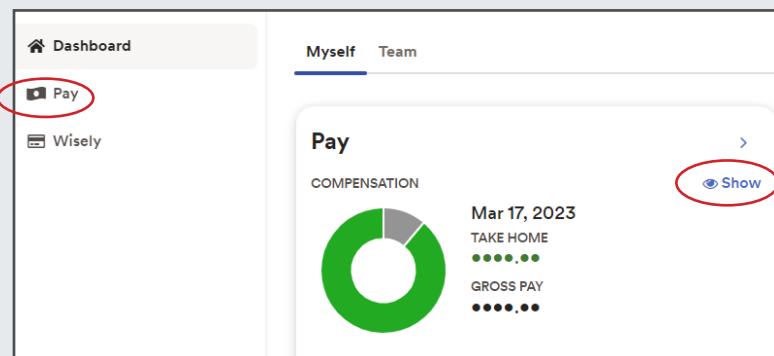 Dashboard
Pay
Wisely
Myself Team
Pay
COMPENSATION
Show
Mar 17, 2023
TAKE HOME
••••.••
GROSS PAY
••••.••